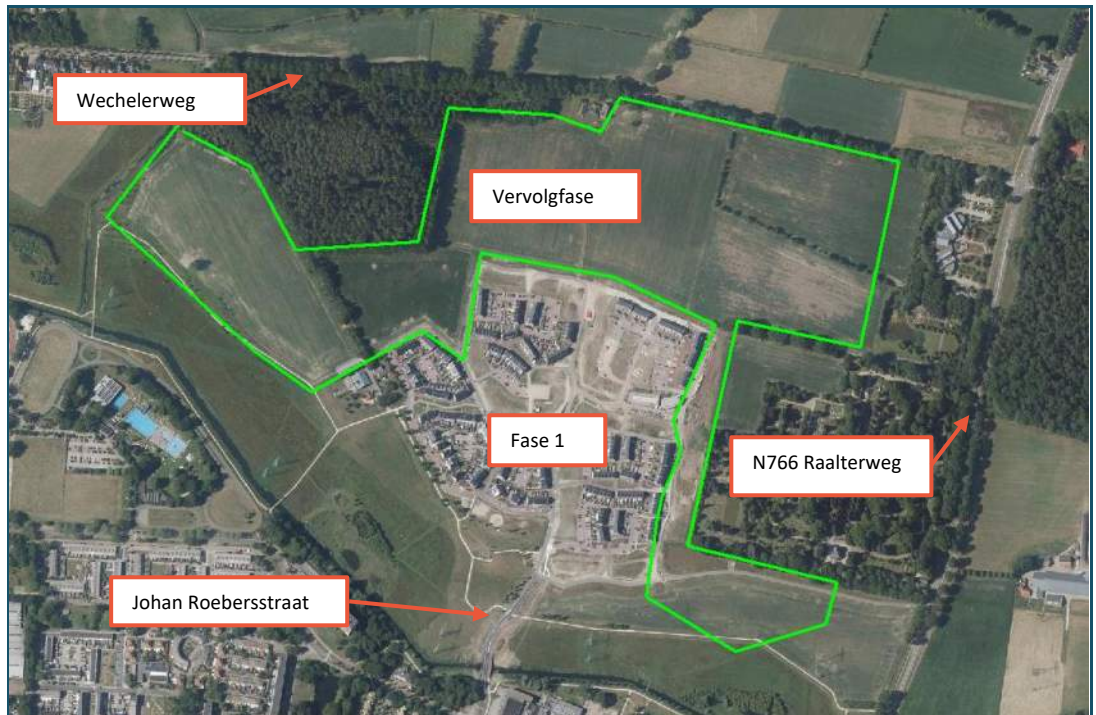 Wechelerweg
Vervolgfase
Fase 1
N766 Raalterweg
Johan Roebersstraat